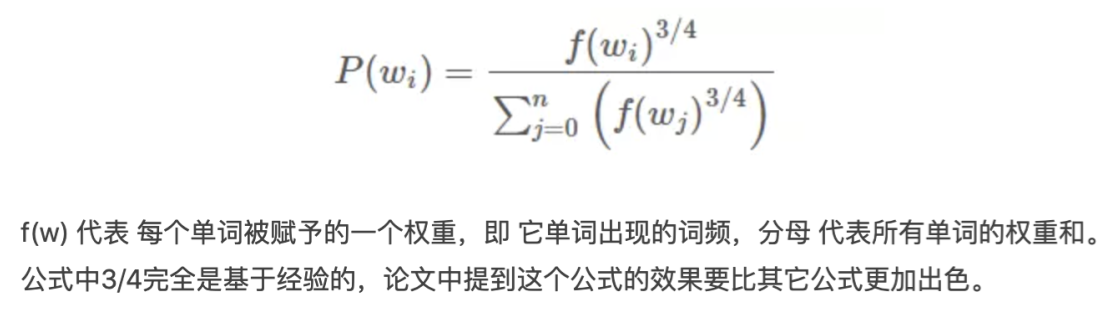 P(w_i) = \frac{f(w_i)^{3/4}}{\sum_{j=0}^{n} \left( f(w_j)^{3/4} \right)}
f(w) 代表 每个单词被赋予的一个权重，即 它单词出现的词频，分母 代表所有单词的权重和。
公式中3/4完全是基于经验的，论文中提到这个公式的效果要比其它公式更加出色。